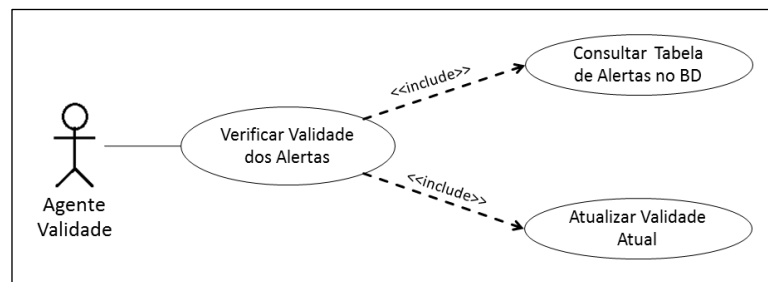 Agente
Validade
Verificar Validade
dos Alertas
<<include>>
Consultar Tabela
de Alertas no BD
<<include>>
Atualizar Validade
Atual